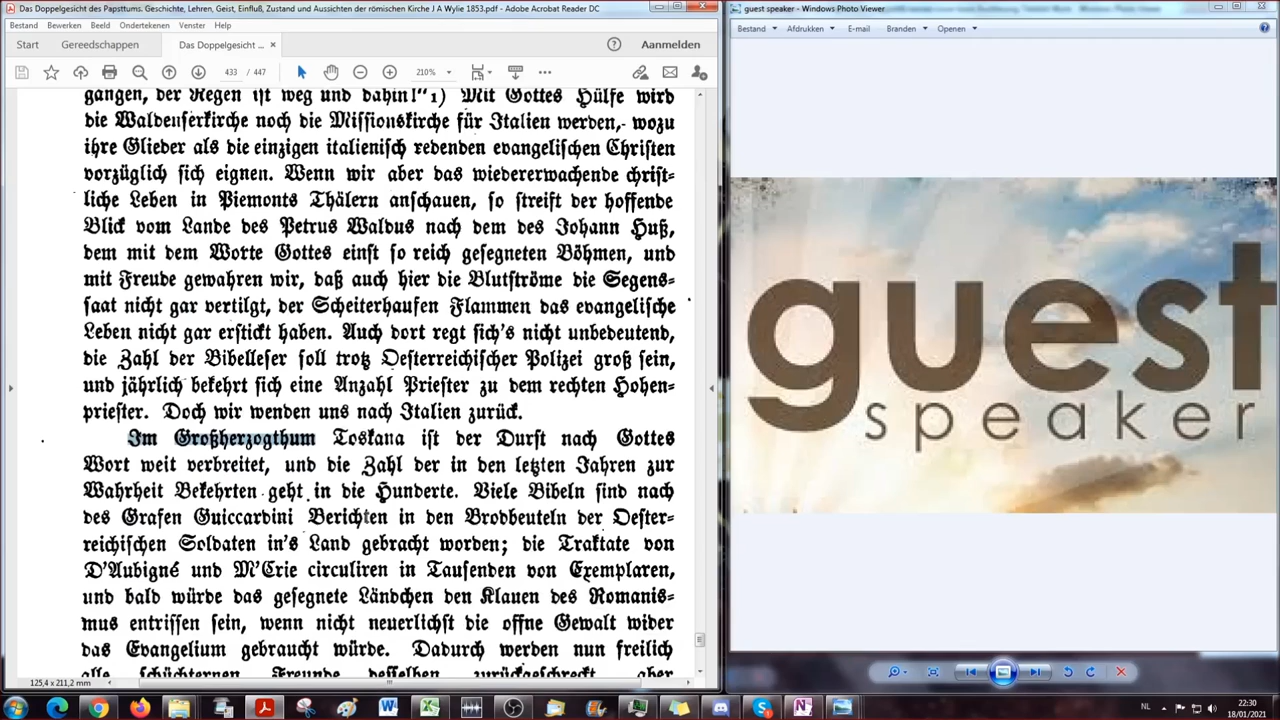 Das Doppelgesicht des Papsttums. Geschichte, Lehren, Geist, Einfluß, Zustand und Aussichten der römischen Kirche J A Wylie 1853.pdf - Adobe Acrobat Reader DC
Bestand Bewerken Beeld Ondertekenen Venster Help
Start Gereedschappen Das Doppelgesicht ... × Aanmelden
433 / 447 210%
gangen, der Regen ist weg und dahin!“1) Mit Gottes Hülfe wird
die Waldenserkirche noch die Missionskirche für Italien werden, wozu
ihre Glieder als die einzigen italienisch redenden evangelischen Christen
vorzüglich sich eignen. Wenn wir aber das wiedererwachende christ-
liche Leben in Piemonts Thälern anschauen, so streift der hoffende
Blick vom Lande des Petrus Waldus nach dem des Johann Huß,
dem mit dem Worte Gottes einst so reich gesegneten Böhmen, und
mit Freude gewahren wir, daß auch hier die Blutströme die Segens-
saat nicht gar vertilgt, der Scheiterhaufen Flammen das evangelische
Leben nicht gar erstickt haben. Auch dort regt sich's nicht unbedeutend,
die Zahl der Bibelleser soll trotz Oesterreichischer Polizei groß sein,
und jährlich bekehrt sich eine Anzahl Priester zu dem rechten Hohen-
priester. Doch wir wenden uns nach Italien zurück.
Im Großherzogthum Toskana ist der Durst nach Gottes
Wort weit verbreitet, und die Zahl der in den letzten Jahren zur
Wahrheit Bekehrten geht in die Hunderte. Viele Bibeln sind nach
des Grafen Guiccardini Berichten in den Brodbeuteln der Oester-
reichischen Soldaten in's Land gebracht worden; die Traktate von
D'Aubigné und M'Crie circuliren in Tausenden von Exemplaren,
und bald würde das gesegnete Ländchen den Klauen des Romanis-
mus entrissen sein, wenn nicht neuerlichst die offne Gewalt wider
das Evangelium gebraucht würde. Dadurch werden nun freilich
alle schüchternen Freunde desselben zurückgeschreckt, aber
125,4 x 211,2 mm
guest speaker - Windows Photo Viewer
Bestand Afdrukken E-mail Branden Openen
guest
speaker
NL 22:30
18/01/2021